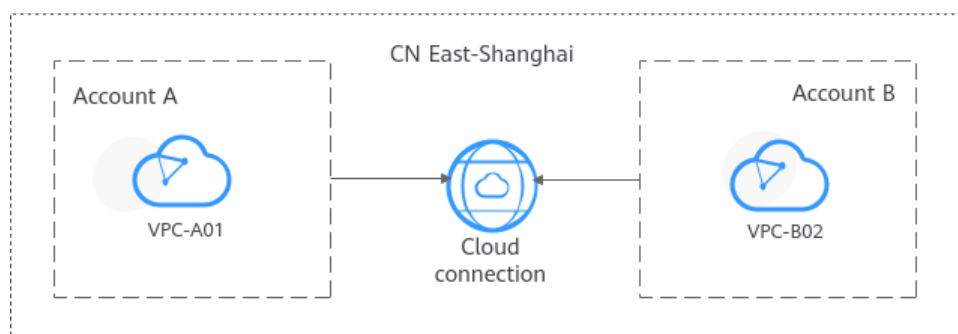 CN East-Shanghai
Account A
Account B
VPC-A01
VPC-B02
Cloud
connection